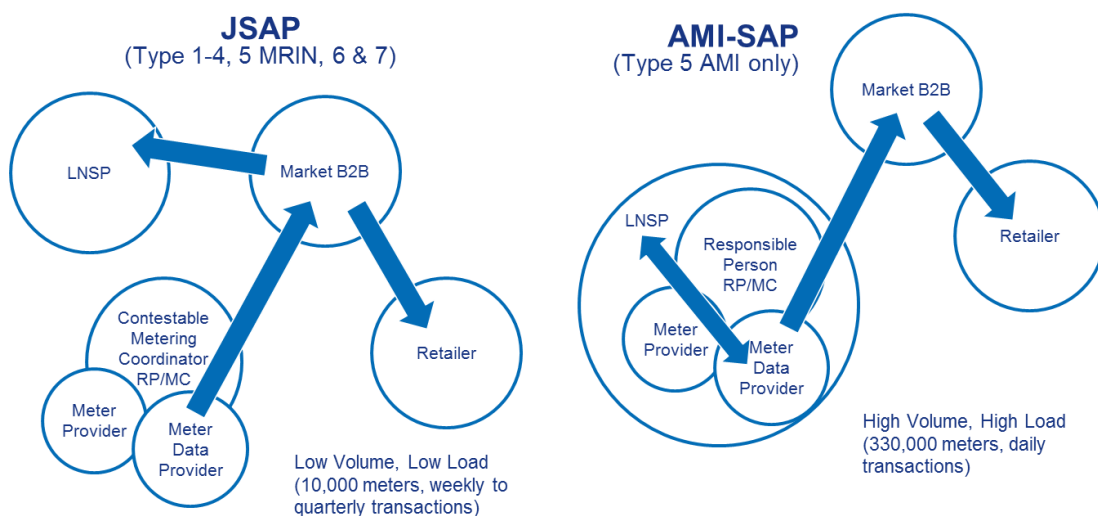 JSAP
(Type 1-4, 5 MRIN, 6 & 7)
LNSP
Market B2B
Contestable
Metering
Coordinator
RP/MC
Meter
Provider
Meter
Data
Provider
Retailer
Low Volume, Low Load
(10,000 meters, weekly to
quarterly transactions)
AMI-SAP
(Type 5 AMI only)
Market B2B
LNSP
Responsible
Person
RP/MC
Meter
Provider
Meter
Data
Provider
Retailer
High Volume, High Load
(330,000 meters, daily
transactions)